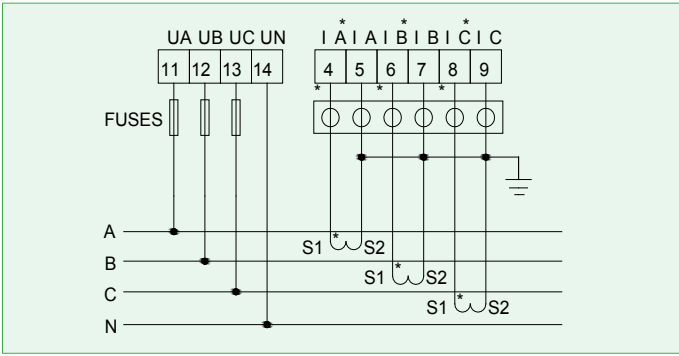 UA UB UC UN
I A* I A I B* I B I C* I C
11 12 13 14
4 5 6 7 8 9
* * *
FUSES
A
S1 * S2
B
S1 * S2
C
S1 * S2
N